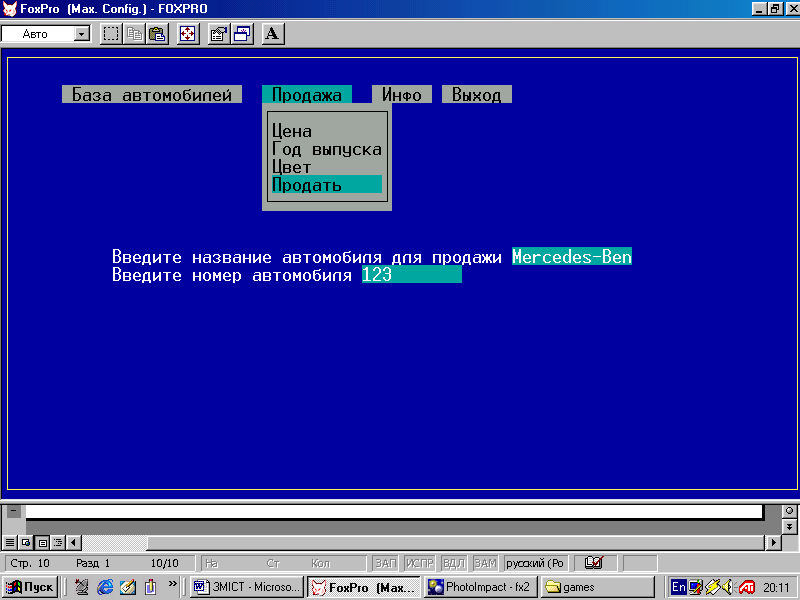 FoxPro (Max. Config.) - FOXPRO
Авто
A
База автомобилей Продажа Инфо Выход
Цена
Год выпуска
Цвет
Продать
Введите название автомобиля для продажи Mercedes-Ben
Введите номер автомобиля 123
Стр. 10 Разд 1 10/10 На Ст Кол ЗАП ИСПР ВДЛ ЗАМ русский (Ро
Пуск ЗМІСТ - Microso... FoxPro (Max... PhotoImpact - fx2 games En 20:11